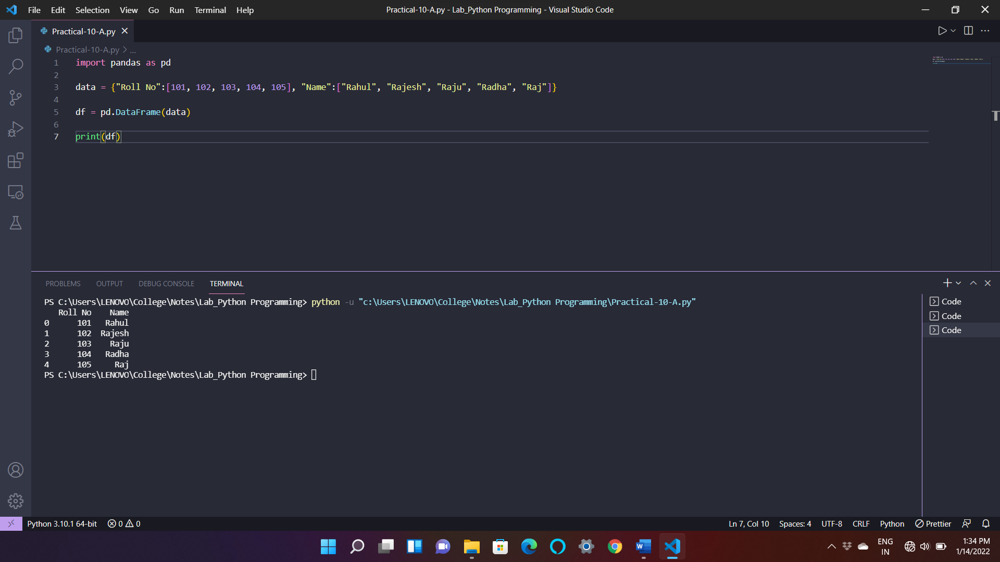 File Edit Selection View Go Run Terminal Help
Practical-10-A.py - Lab_Python Programming - Visual Studio Code
Practical-10-A.py
Practical-10-A.py > ...
1 import pandas as pd
2
3 data = {"Roll No":[101, 102, 103, 104, 105], "Name":["Rahul", "Rajesh", "Raju", "Radha", "Raj"]}
4
5 df = pd.DataFrame(data)
6
7 print(df)
PROBLEMS OUTPUT DEBUG CONSOLE TERMINAL
PS C:\Users\LENOVO\College\Notes\Lab_Python Programming> python -u "c:\Users\LENOVO\College\Notes\Lab_Python Programming\Practical-10-A.py"
   Roll No    Name
0      101   Rahul
1      102  Rajesh
2      103    Raju
3      104   Radha
4      105     Raj
PS C:\Users\LENOVO\College\Notes\Lab_Python Programming>
Code
Code
Code
Python 3.10.1 64-bit 0 0 Ln 7, Col 10 Spaces: 4 UTF-8 CRLF Python Prettier
ENG
IN
1:34 PM
1/14/2022